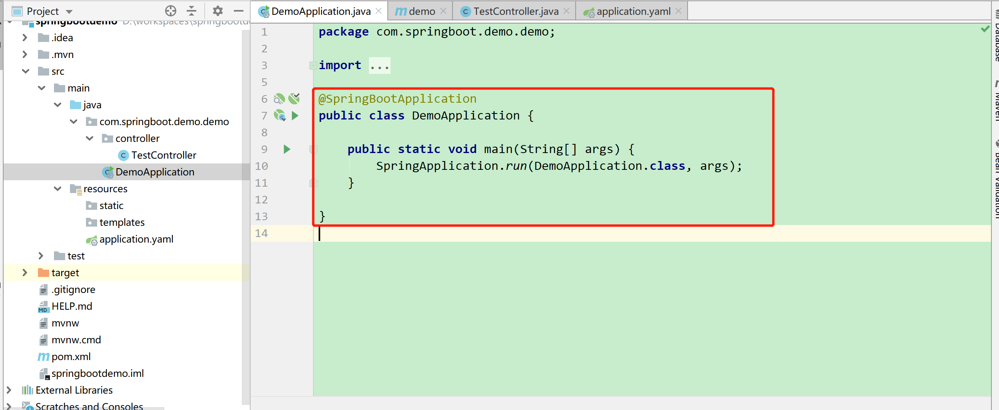 Project
springbootdemo D:\workspaces\springbootd
.idea
.mvn
src
main
java
com.springboot.demo.demo
controller
TestController
DemoApplication
resources
static
templates
application.yaml
test
target
.gitignore
HELP.md
mvnw
mvnw.cmd
pom.xml
springbootdemo.iml
External Libraries
Scratches and Consoles
DemoApplication.java
demo
TestController.java
application.yaml
1 package com.springboot.demo.demo;
2
3 import ...
5
6 @SpringBootApplication
7 public class DemoApplication {
8
9 public static void main(String[] args) {
10 SpringApplication.run(DemoApplication.class, args);
11 }
12
13 }
14
Database
Maven
Bean Validation